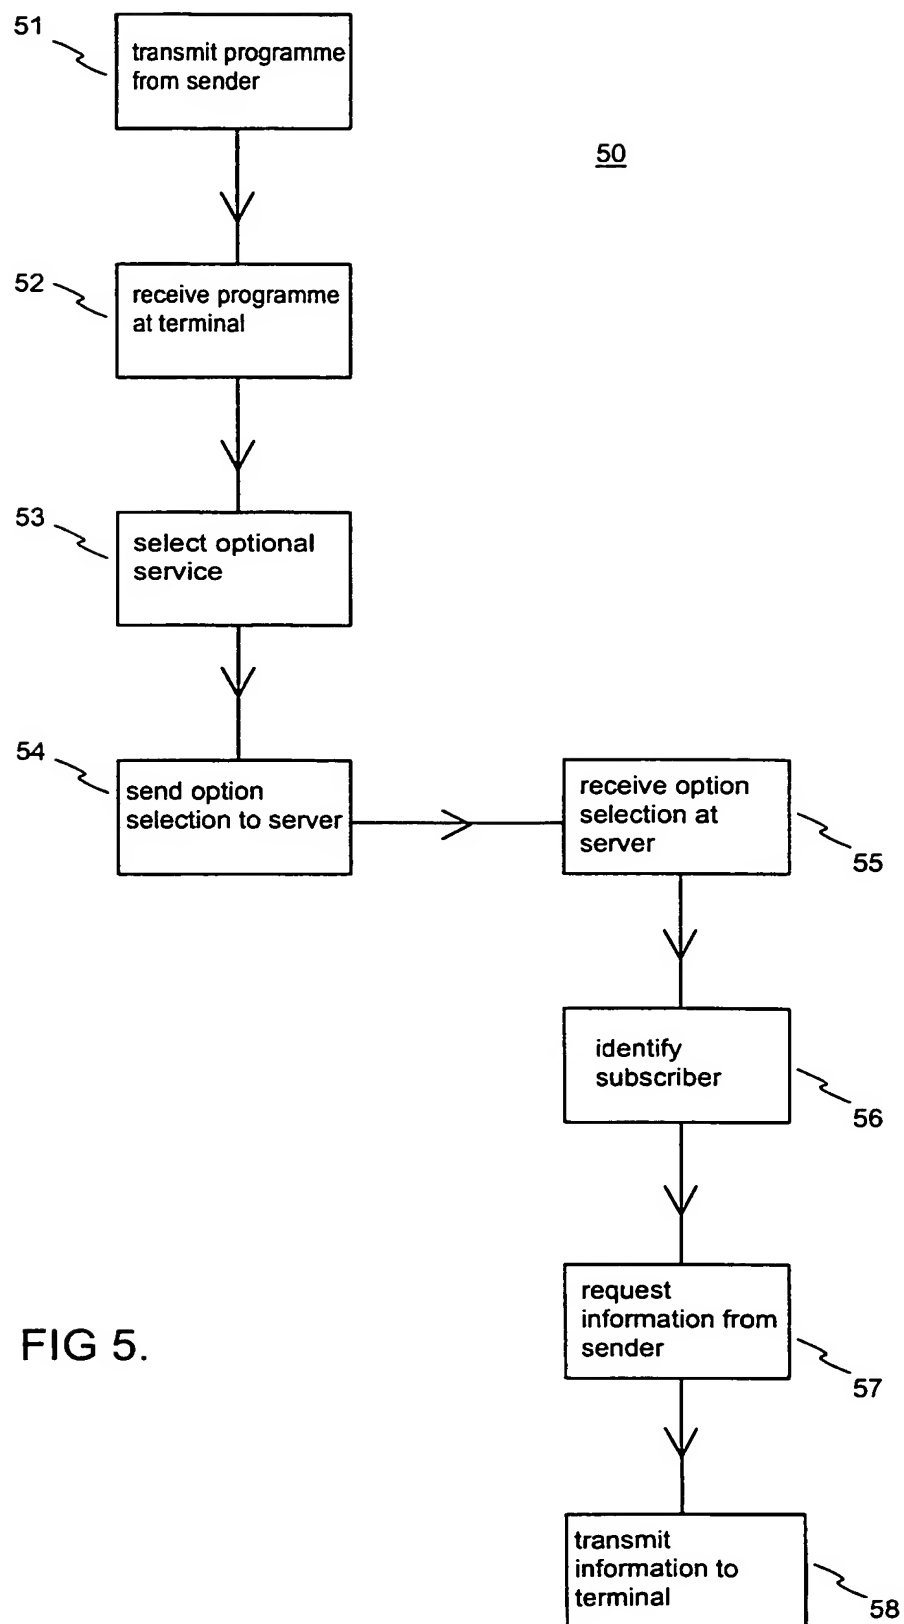 51
transmit programme
from sender
50
52
receive programme
at terminal
53
select optional
service
54
send option
selection to server
receive option
selection at
server
55
identify
subscriber
56
request
information from
sender
57
FIG 5.
transmit
information to
terminal
58